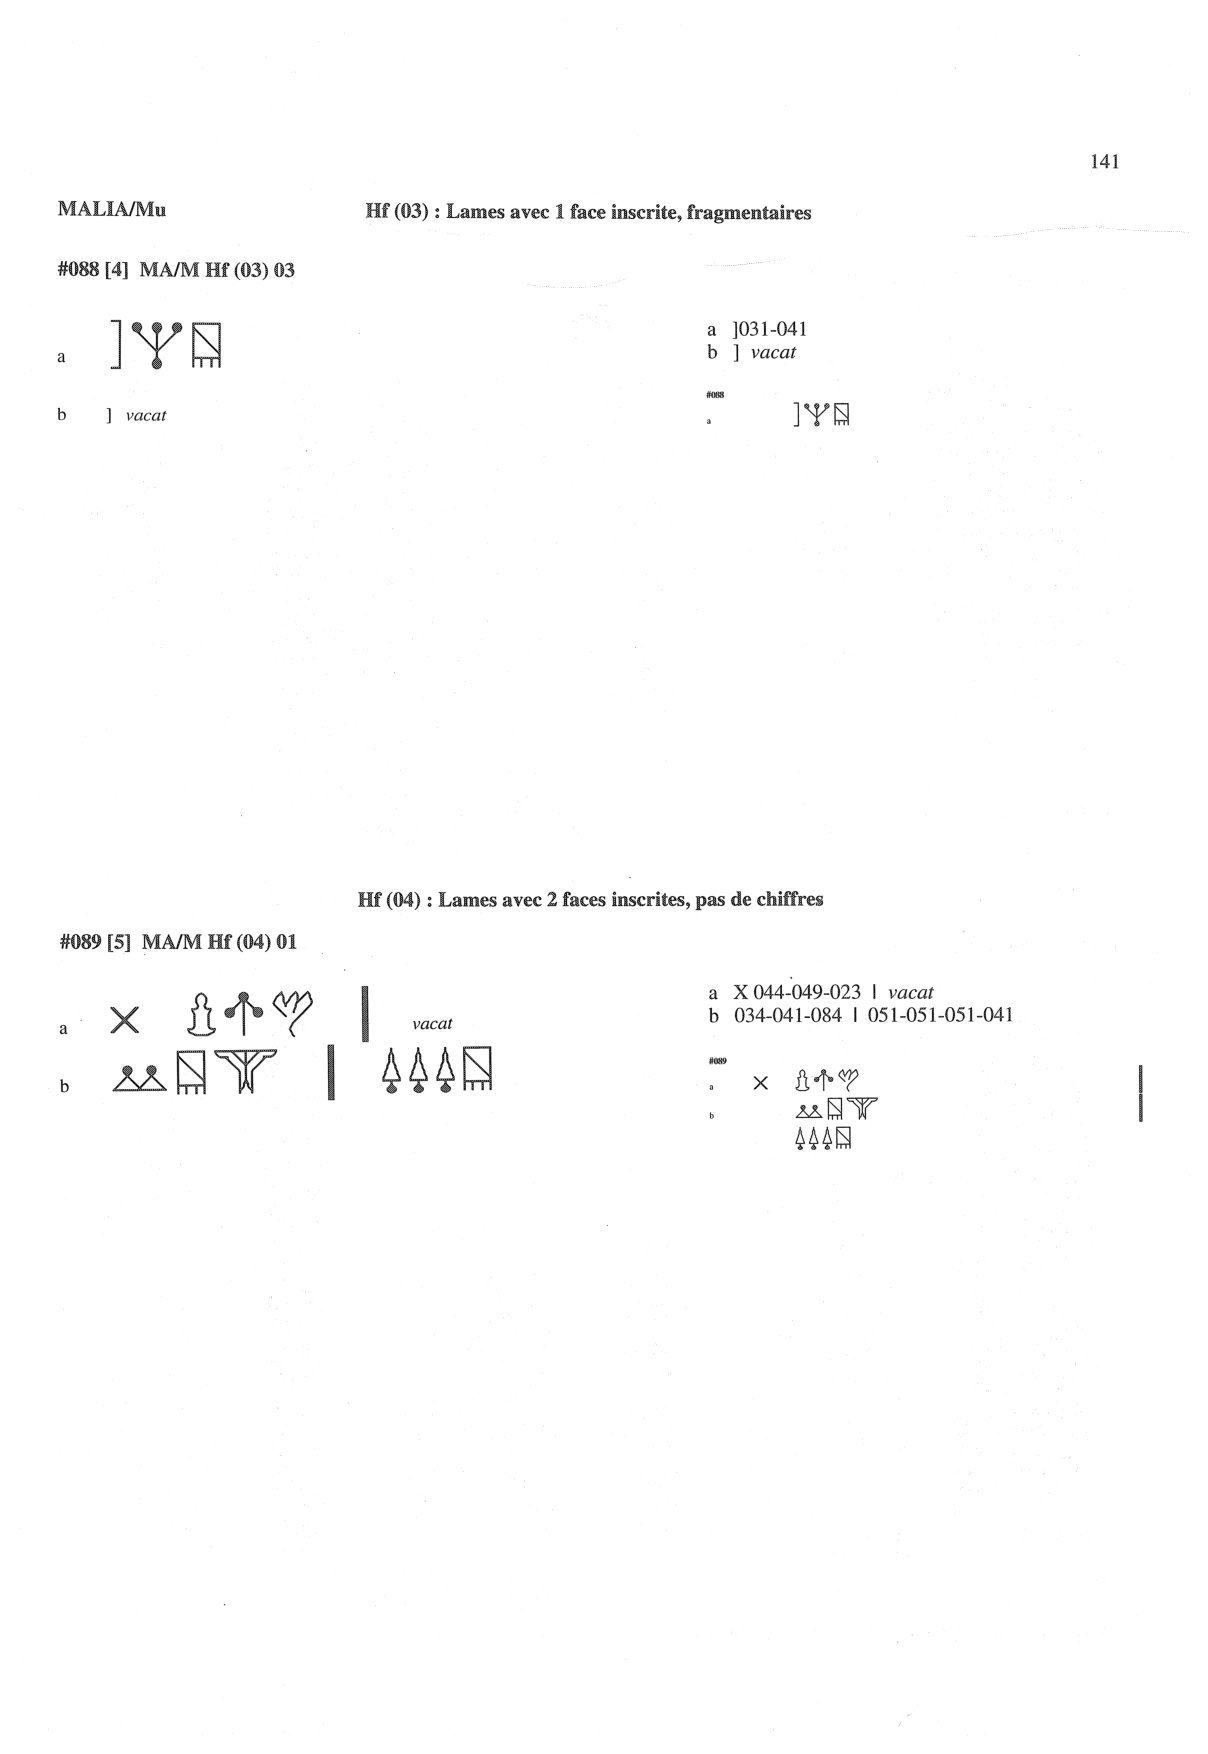 141
MALIA/Mu Hf (03) : Lames avec 1 face inscrite, fragmentaires
#088 [4] MA/M Hf (03) 03
a ]
b ] vacat
a ]031-041
b ] vacat
#088
a ]
Hf (04) : Lames avec 2 faces inscrites, pas de chiffres
#089 [5] MA/M Hf (04) 01
a X | vacat
b |
a X 044-049-023 | vacat
b 034-041-084 | 051-051-051-041
#089
a X
b